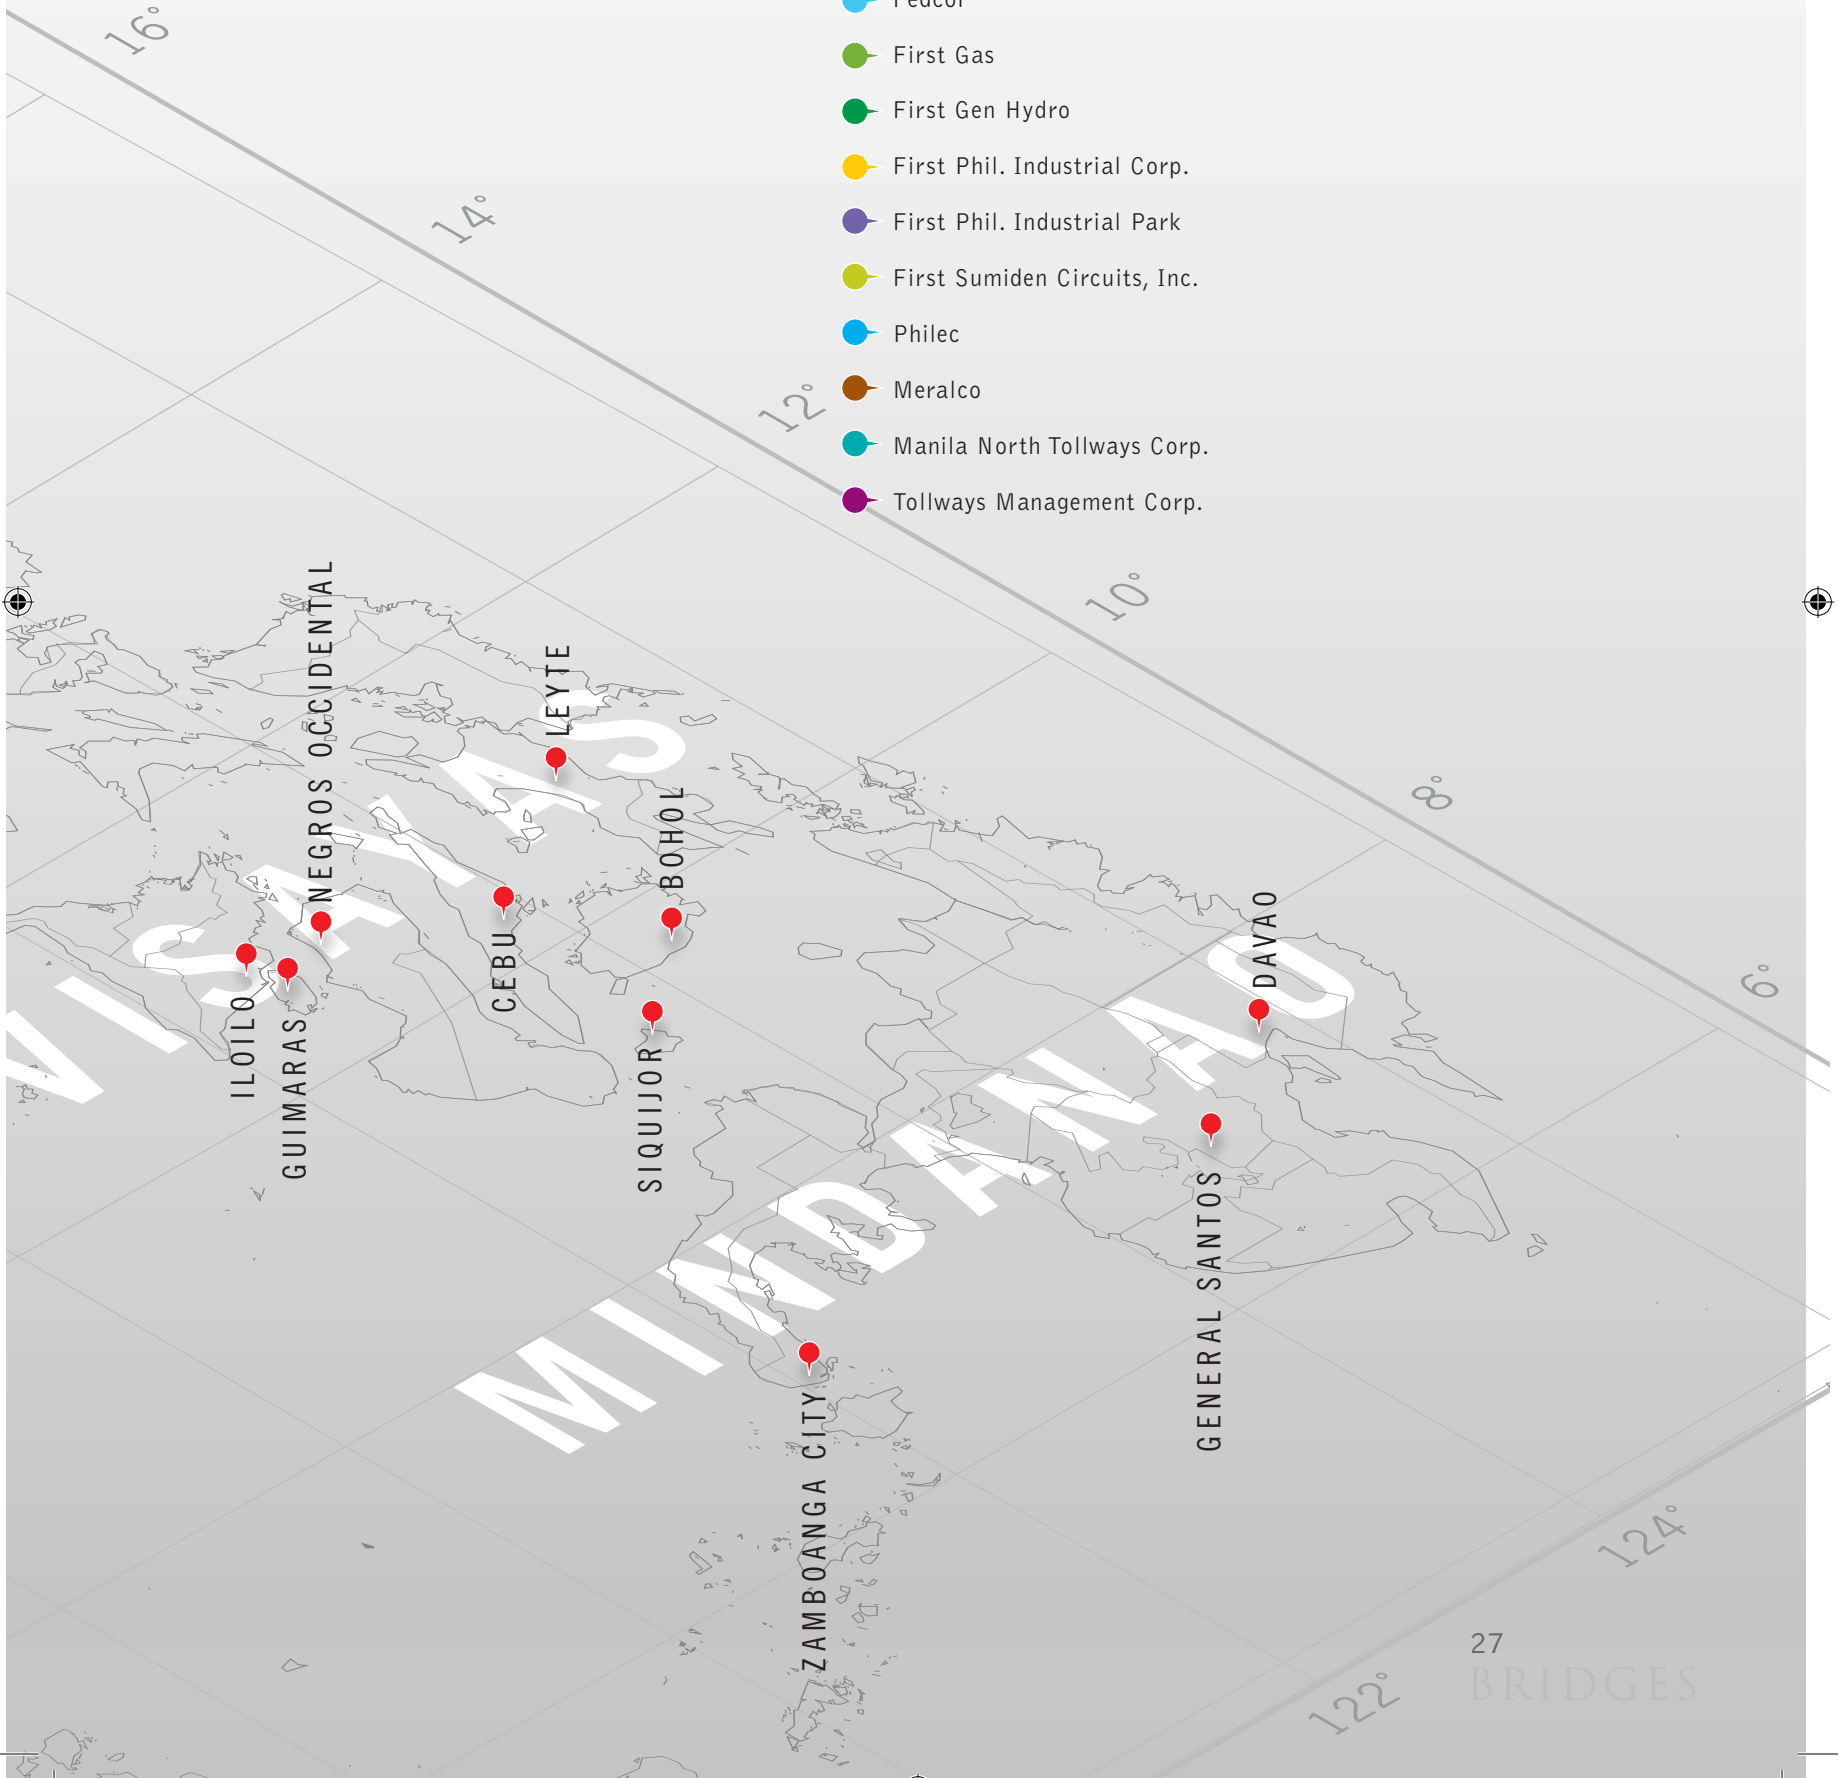 16°
Fedcor
First Gas
First Gen Hydro
First Phil. Industrial Corp.
First Phil. Industrial Park
First Sumiden Circuits, Inc.
Philec
Meralco
Manila North Tollways Corp.
Tollways Management Corp.
14°
12°
10°
8°
6°
NEGROS OCCIDENTAL
LEYTE
BOHOL
VISAYAS
CEBU
ILOILO
GUIMARAS
SIQUIJOR
DAVAO
MINDANAO
GENERAL SANTOS
ZAMBOANGA CITY
124°
122°
27
BRIDGES